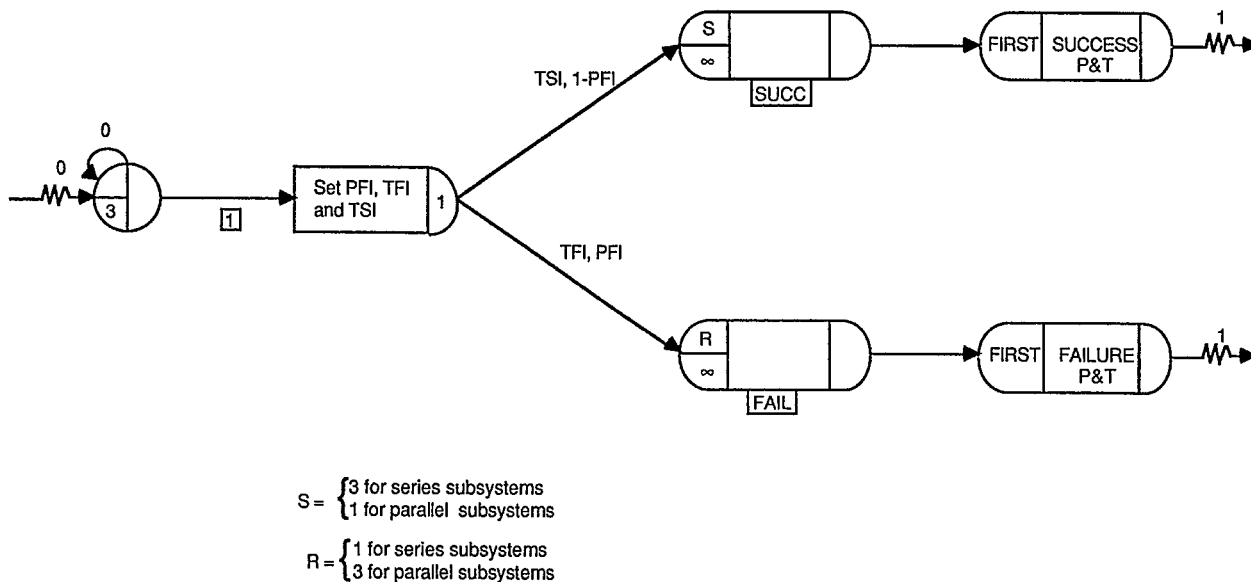 0
0
3
1
Set PFI, TFI
and TSI
1
TSI, 1-PFI
TFI, PFI
S
∞
SUCC
FIRST
SUCCESS
P&T
1
R
∞
FAIL
FIRST
FAILURE
P&T
1
S = { 3 for series subsystems
1 for parallel subsystems
R = { 1 for series subsystems
3 for parallel subsystems